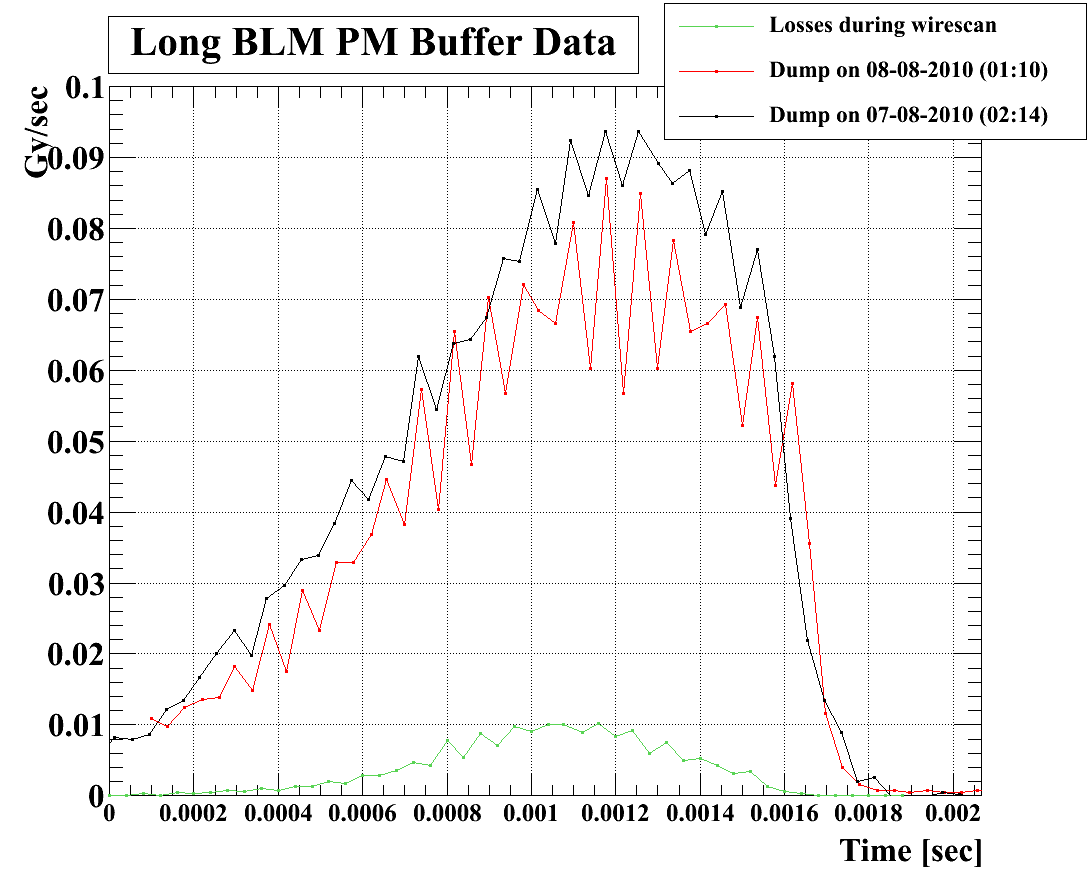 Long BLM PM Buffer Data
Losses during wirescan
Dump on 08-08-2010 (01:10)
Dump on 07-08-2010 (02:14)
Gy/sec
0.1
0.09
0.08
0.07
0.06
0.05
0.04
0.03
0.02
0.01
0
0 0.0002 0.0004 0.0006 0.0008 0.001 0.0012 0.0014 0.0016 0.0018 0.002
Time [sec]